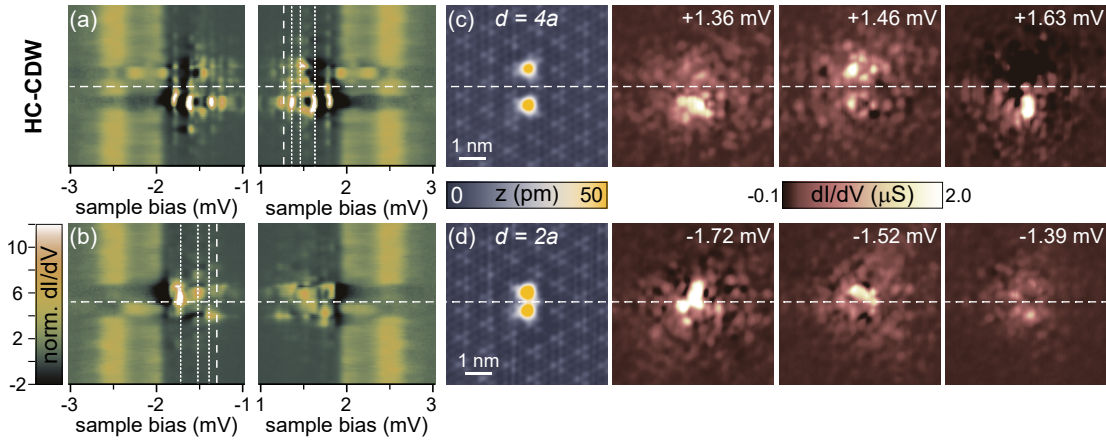 HC-CDW
(a)
-3 -2 -1 1 2 3
sample bias (mV) sample bias (mV)
(c) d = 4a +1.36 mV +1.46 mV +1.63 mV
1 nm
0 z (pm) 50 -0.1 dI/dV (µS) 2.0
(b)
12
6
4
2
0
-2
norm. dI/dV
-3 -2 -1 1 2 3
sample bias (mV) sample bias (mV)
(d) d = 2a -1.72 mV -1.52 mV -1.39 mV
1 nm